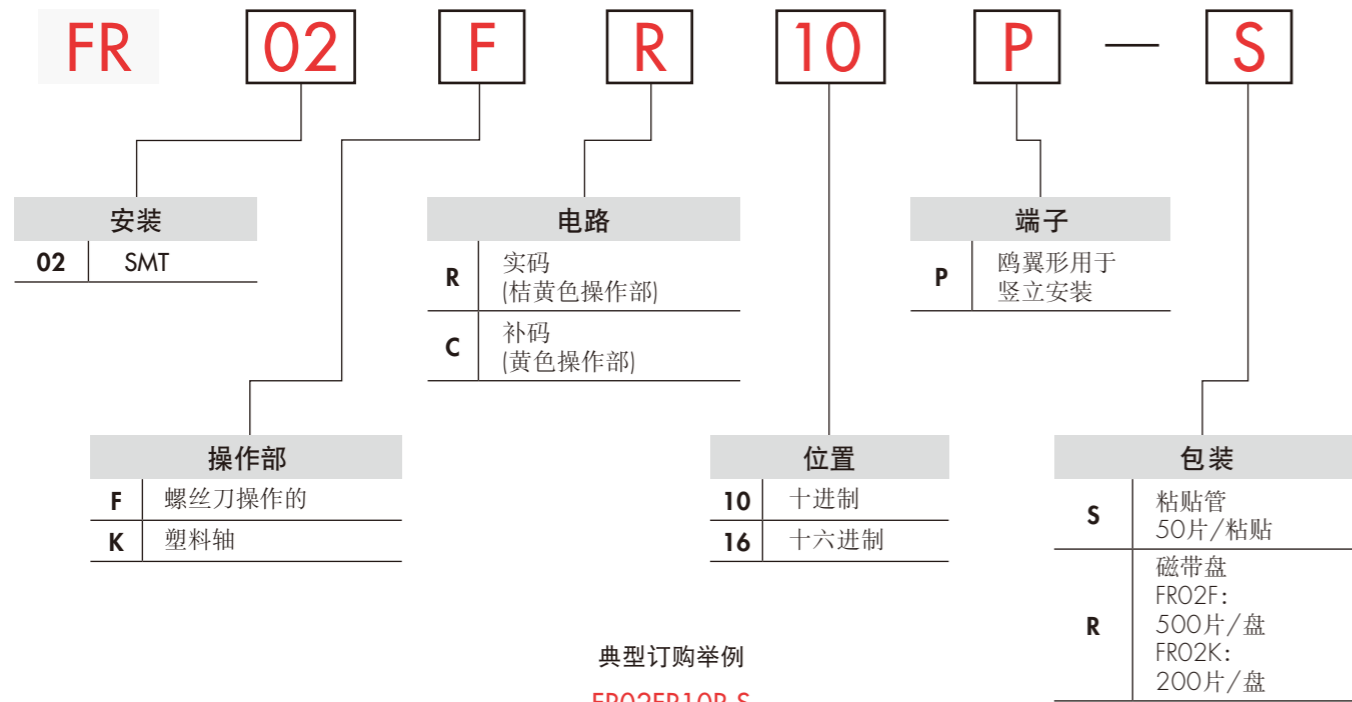 FR 02 F R 10 P — S
安装
02 SMT
电路
R 实码
(桔黄色操作部)
C 补码
(黄色操作部)
端子
P 鸥翼形用于
竖立安装
操作部
F 螺丝刀操作的
K 塑料轴
位置
10 十进制
16 十六进制
包装
S 粘贴管
50片/粘贴
R 磁带盘
FR02F:
500片/盘
FR02K:
200片/盘
典型订购举例
FR02FR10P-S